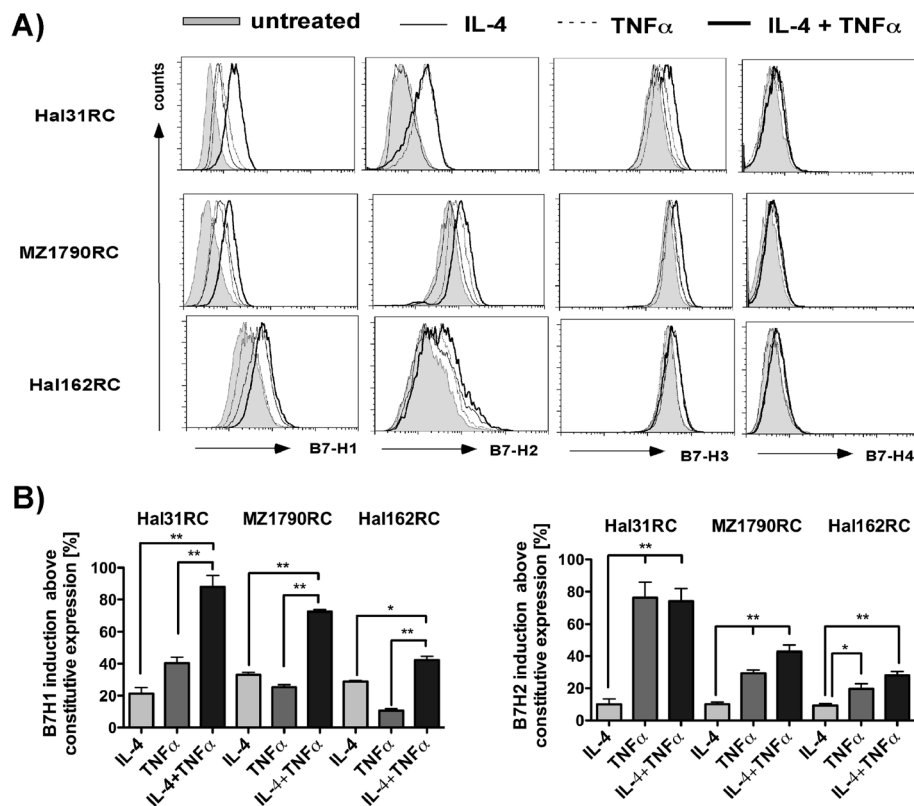 A)
untreated IL-4 TNFα IL-4 + TNFα
counts
Hal31RC
MZ1790RC
Hal162RC
B7-H1 B7-H2 B7-H3 B7-H4
B)
Hal31RC MZ1790RC Hal162RC
B7H1 induction above
constitutive expression [%]
100
80
60
40
20
0
** ** ** ** * **
IL-4 TNFα IL-4+TNFα IL-4 TNFα IL-4+TNFα IL-4 TNFα IL-4+TNFα
Hal31RC MZ1790RC Hal162RC
B7H2 induction above
constitutive expression [%]
100
80
60
40
20
0
** ** * **
IL-4 TNFα IL-4+TNFα IL-4 TNFα IL-4+TNFα IL-4 TNFα IL-4+TNFα